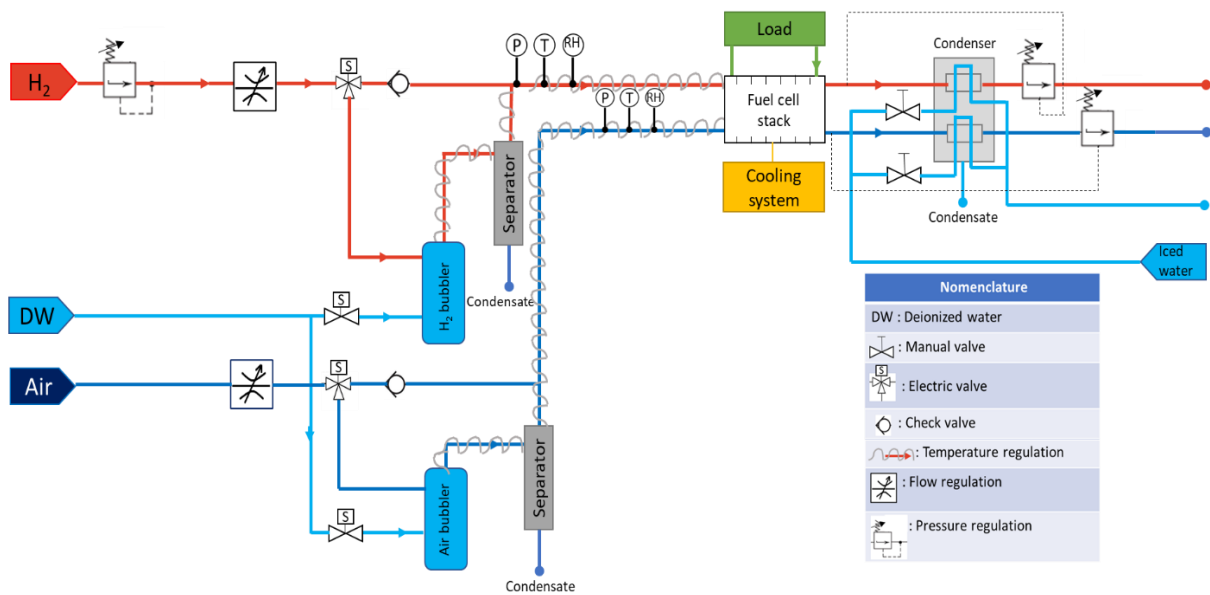 Load
P
T
RH
Condenser
H2
S
P
T
RH
Fuel cell
stack
Separator
Cooling
system
Condensate
H2 bubbler
Iced
water
Condensate
Nomenclature
DW
S
DW : Deionized water
: Manual valve
Air
S
S
: Electric valve
: Check valve
Separator
: Temperature regulation
Air bubbler
: Flow regulation
S
: Pressure regulation
Condensate